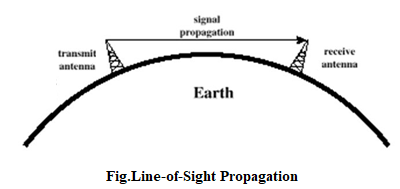 signal
propagation
transmit
antenna
receive
antenna
Earth
Fig.Line-of-Sight Propagation